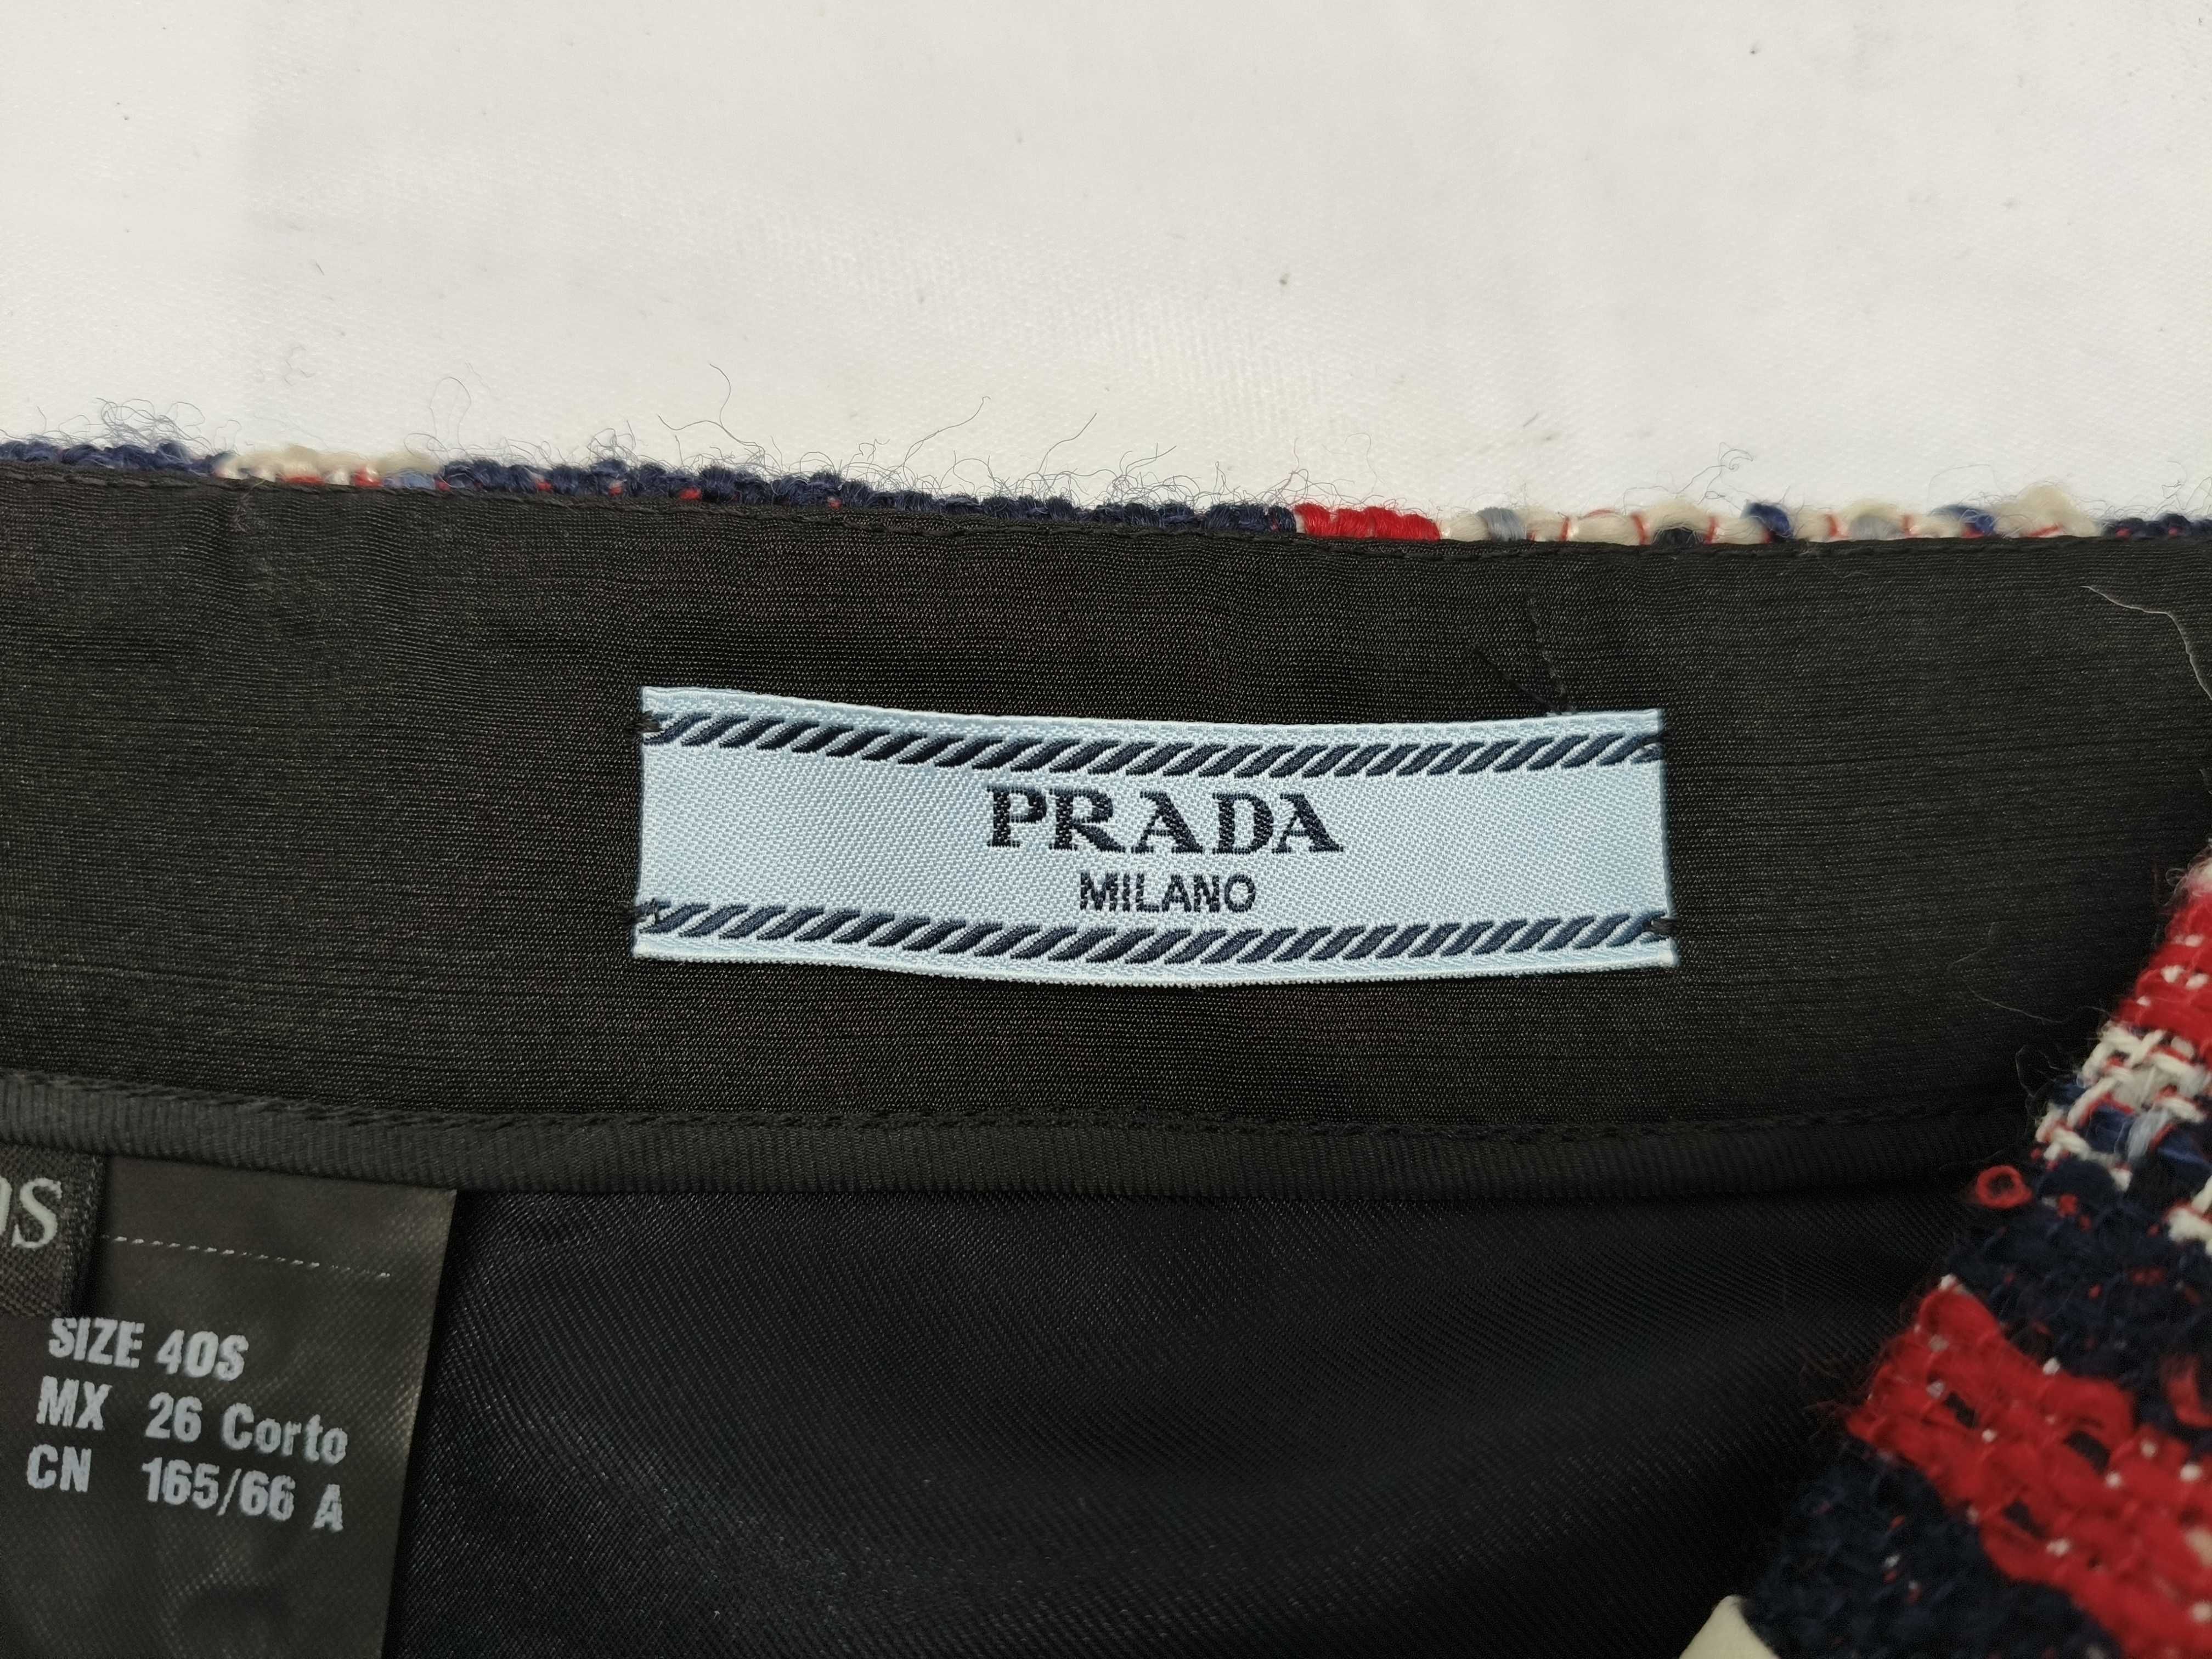 PRADA
MILANO
SIZE 40S
MX 26 Corto
CN 165/66 A